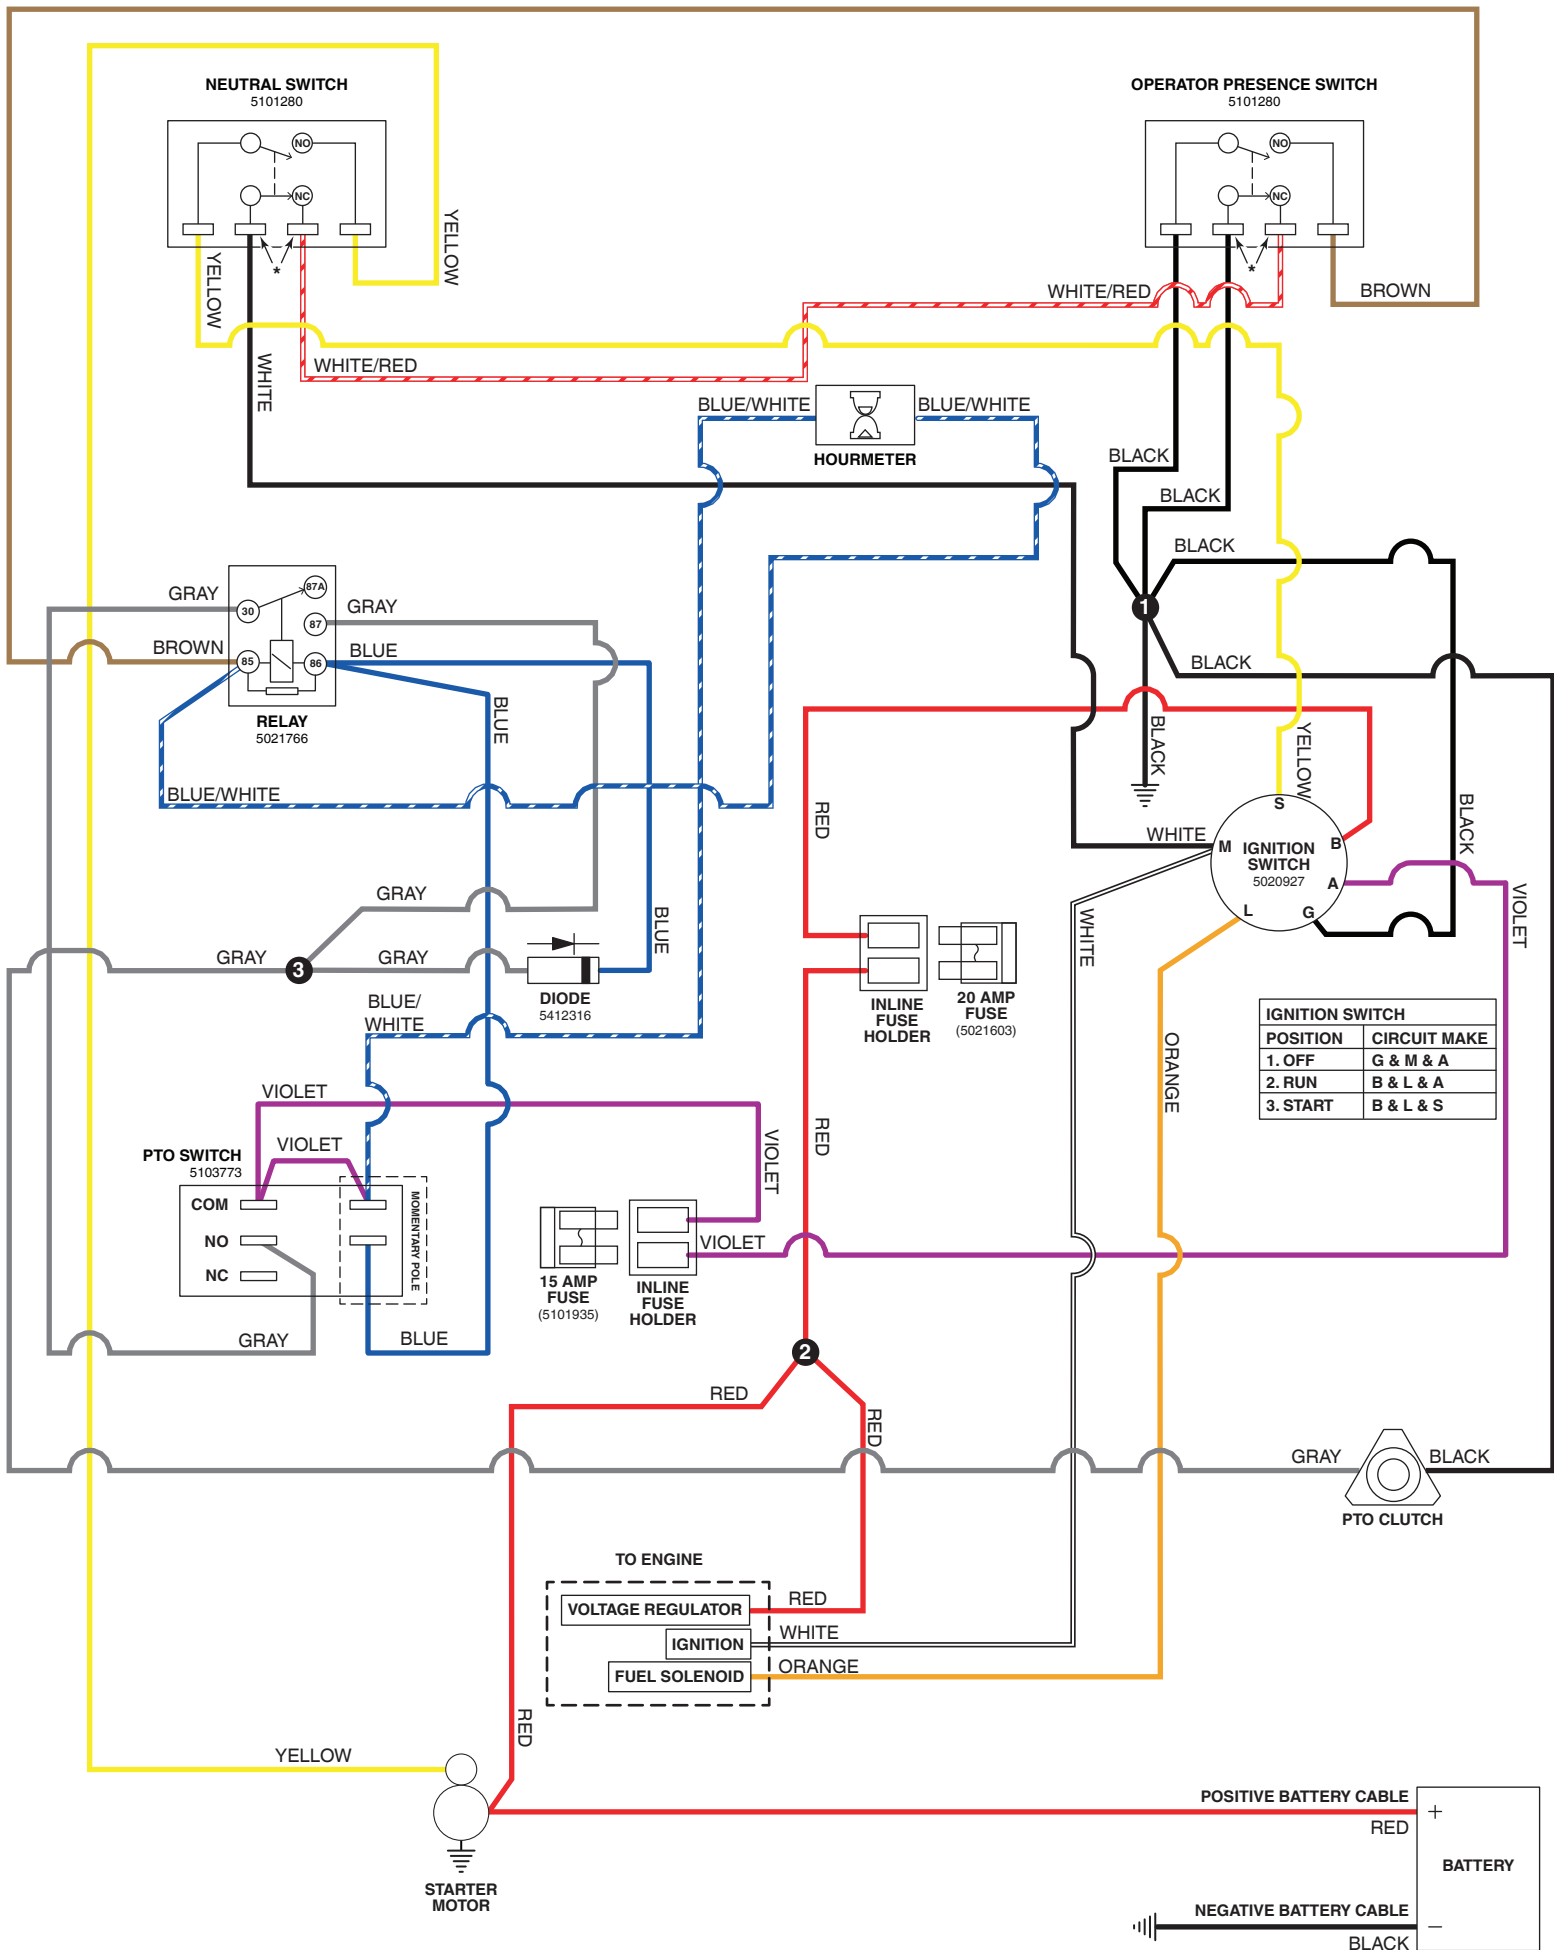 NEUTRAL SWITCH
5101280
OPERATOR PRESENCE SWITCH
5101280
NO
NC
*
NO
NC
*
YELLOW
YELLOW
WHITE
WHITE/RED
WHITE/RED
BROWN
BLUE/WHITE
BLUE/WHITE
HOURMETER
BLACK
BLACK
BLACK
1
BLACK
BLACK
GRAY
30
87A
87
GRAY
BROWN
85
86
BLUE
BLUE
RELAY
5021766
BLUE/WHITE
RED
YELLOW
S
WHITE
M
B
IGNITION
SWITCH
5020927
A
L
G
BLACK
VIOLET
GRAY
BLUE
WHITE
GRAY
3
GRAY
DIODE
5412316
INLINE
FUSE
HOLDER
20 AMP
FUSE
(5021603)
BLUE/
WHITE
ORANGE
IGNITION SWITCH
POSITION CIRCUIT MAKE
1. OFF G & M & A
2. RUN B & L & A
3. START B & L & S
VIOLET
VIOLET
VIOLET
RED
PTO SWITCH
5103773
COM
NO
NC
MOMENTARY POLE
VIOLET
15 AMP
FUSE
(5101935)
INLINE
FUSE
HOLDER
GRAY
BLUE
2
RED
RED
GRAY
BLACK
PTO CLUTCH
TO ENGINE
VOLTAGE REGULATOR
RED
IGNITION
WHITE
FUEL SOLENOID
ORANGE
RED
YELLOW
STARTER
MOTOR
POSITIVE BATTERY CABLE
+
RED
BATTERY
NEGATIVE BATTERY CABLE
–
BLACK